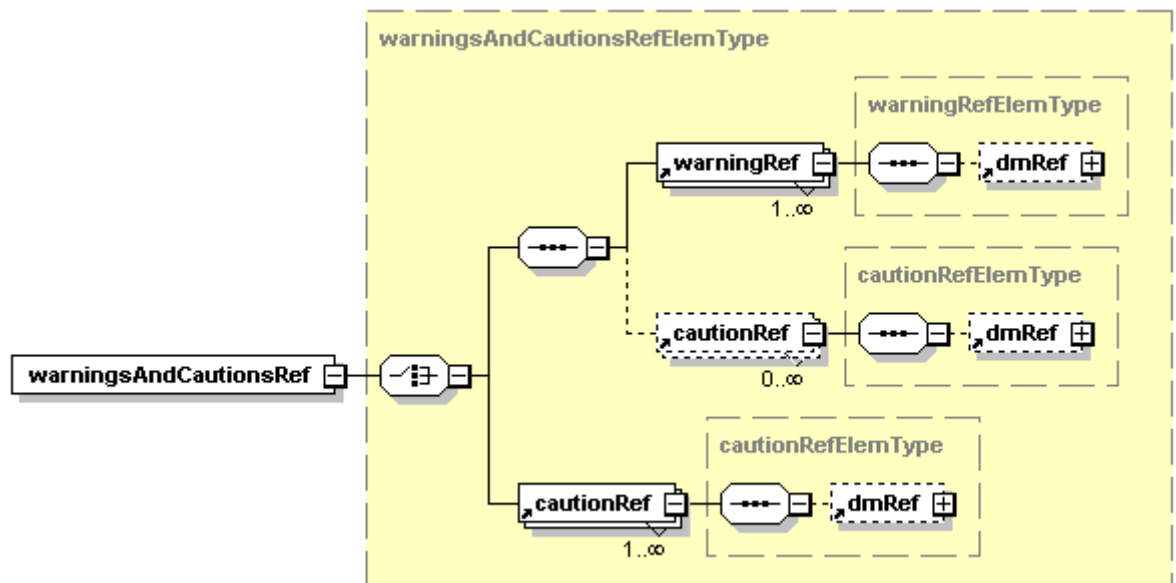 warningsAndCautionsRefElemType
warningRefElemType
warningRef
dmRef
1..∞
cautionRefElemType
cautionRef
dmRef
0..∞
warningsAndCautionsRef
cautionRefElemType
cautionRef
dmRef
1..∞